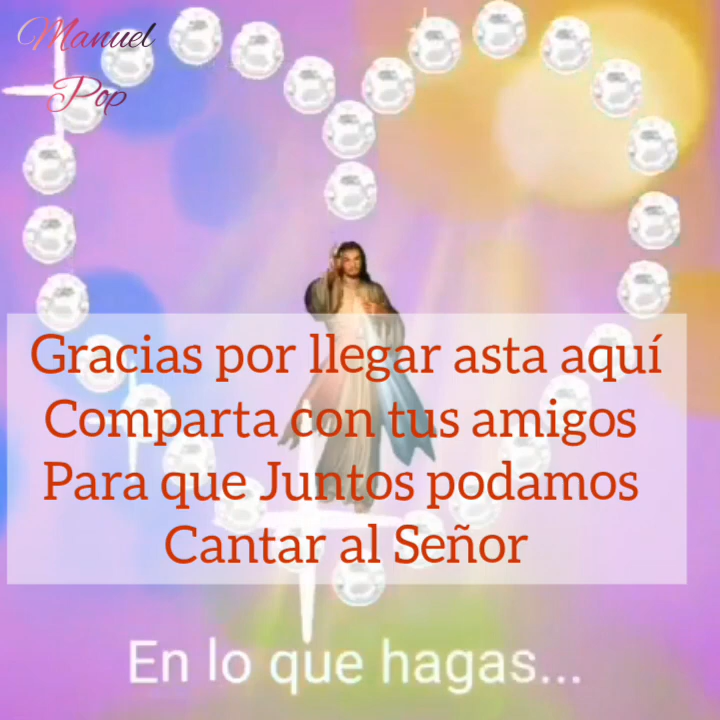 Manuel
Pop
Gracias por llegar asta aquí
Comparta con tus amigos
Para que Juntos podamos
Cantar al Señor
En lo que hagas...